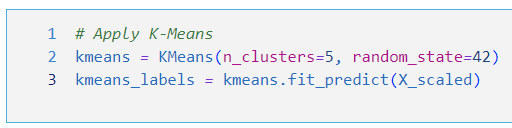 1 # Apply K-Means
2 kmeans = KMeans(n_clusters=5, random_state=42)
3 kmeans_labels = kmeans.fit_predict(X_scaled)